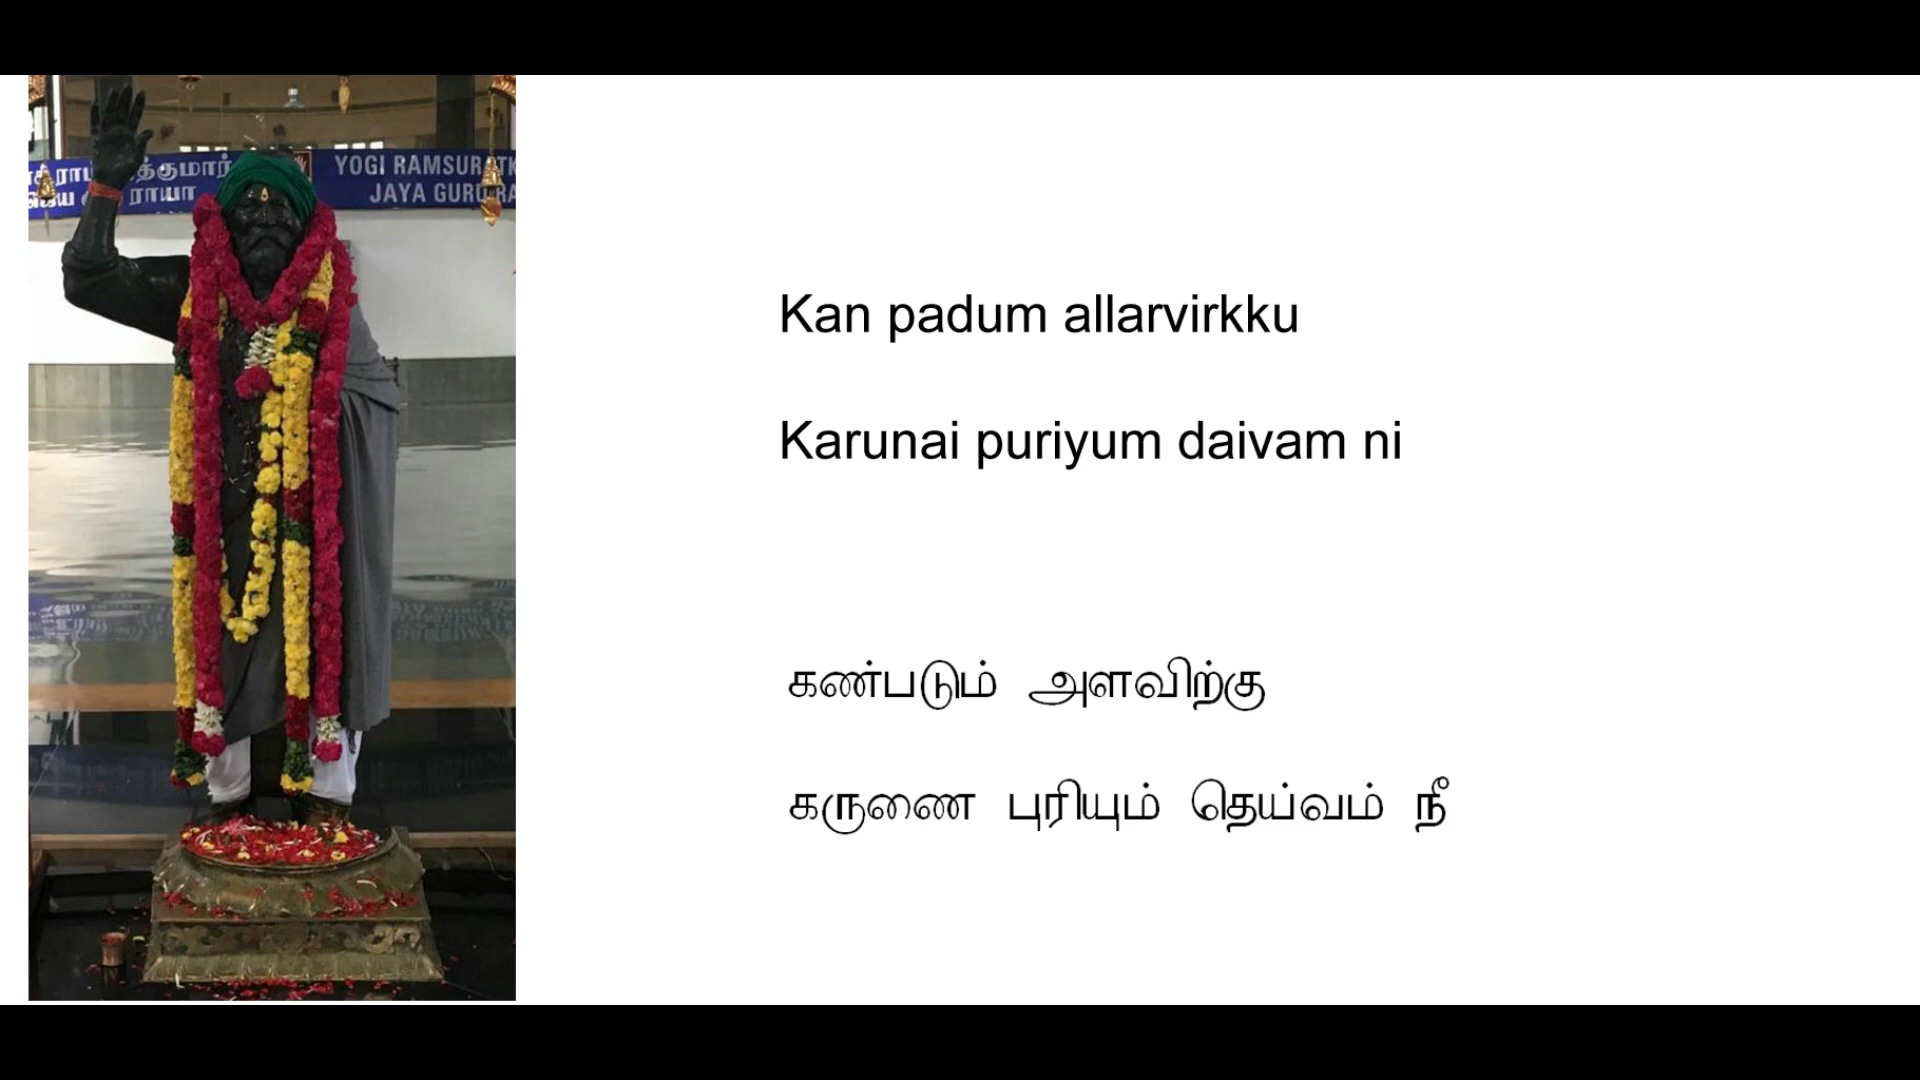 YOGI RAMSUR
JAYA GURU
ராயா
Kan padum allarvirkku
Karunai puriyum daivam ni
கண்படும் அளவிற்கு
கருணை புரியும் தெய்வம் நீ